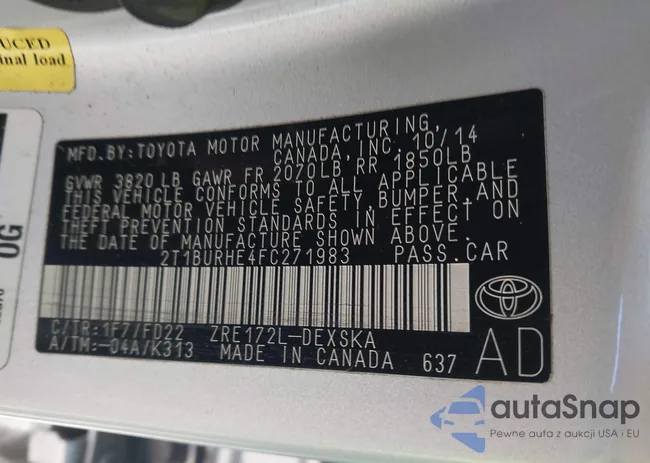 UCED
inal load
MFD.BY:TOYOTA MOTOR MANUFACTURING,
CANADA, INC. 10/14
GVWR 3820 LB GAWR FR 2070LB RR 1850LB
THIS VEHICLE CONFORMS TO ALL APPLICABLE
FEDERAL MOTOR VEHICLE SAFETY,BUMPER,AND
THEFT PREVENTION STANDARDS IN EFFECT ON
THE DATE OF MANUFACTURE SHOWN ABOVE.
2T1BURHE4FC271983 PASS.CAR
C/TR:1F7/FD22 ZRE172L-DEXSKA
A/TM:-04A/K313 MADE IN CANADA 637
AD
OG
autaSnap
Pewne auta z aukcji USA i EU